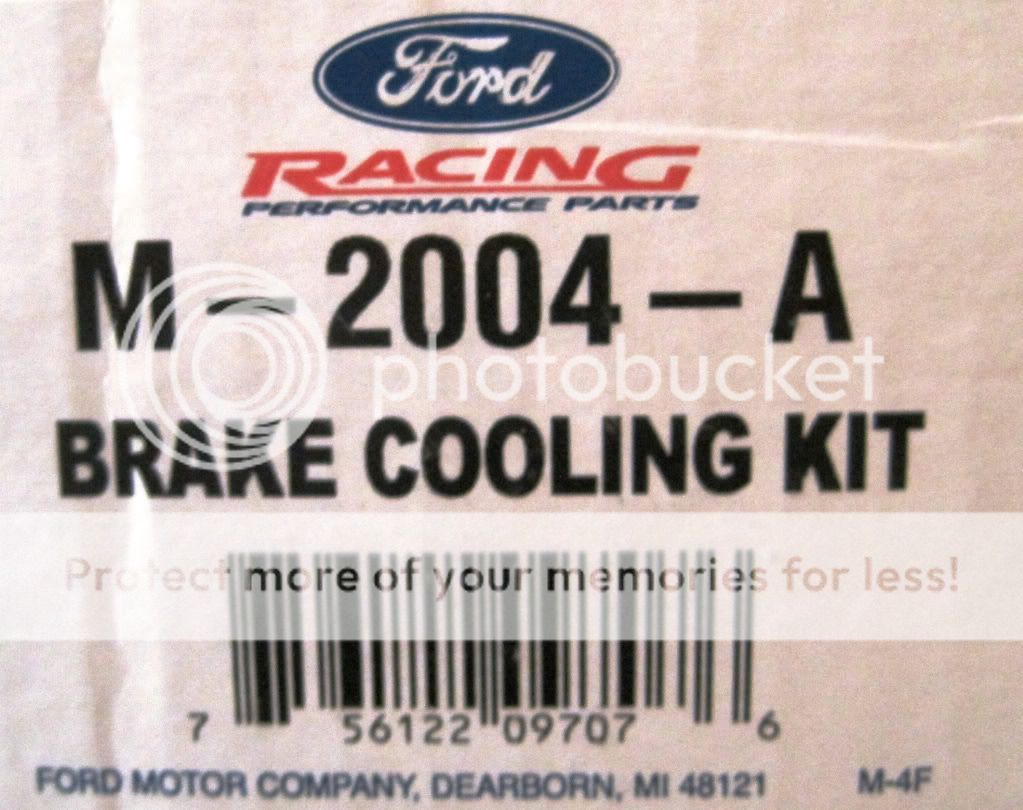 Ford
RACING
PERFORMANCE PARTS
M-2004-A
photobucket
BRAKE COOLING KIT
Protect more of your memories for less!
7 56122 09707 6
FORD MOTOR COMPANY, DEARBORN, MI 48121 M-4F